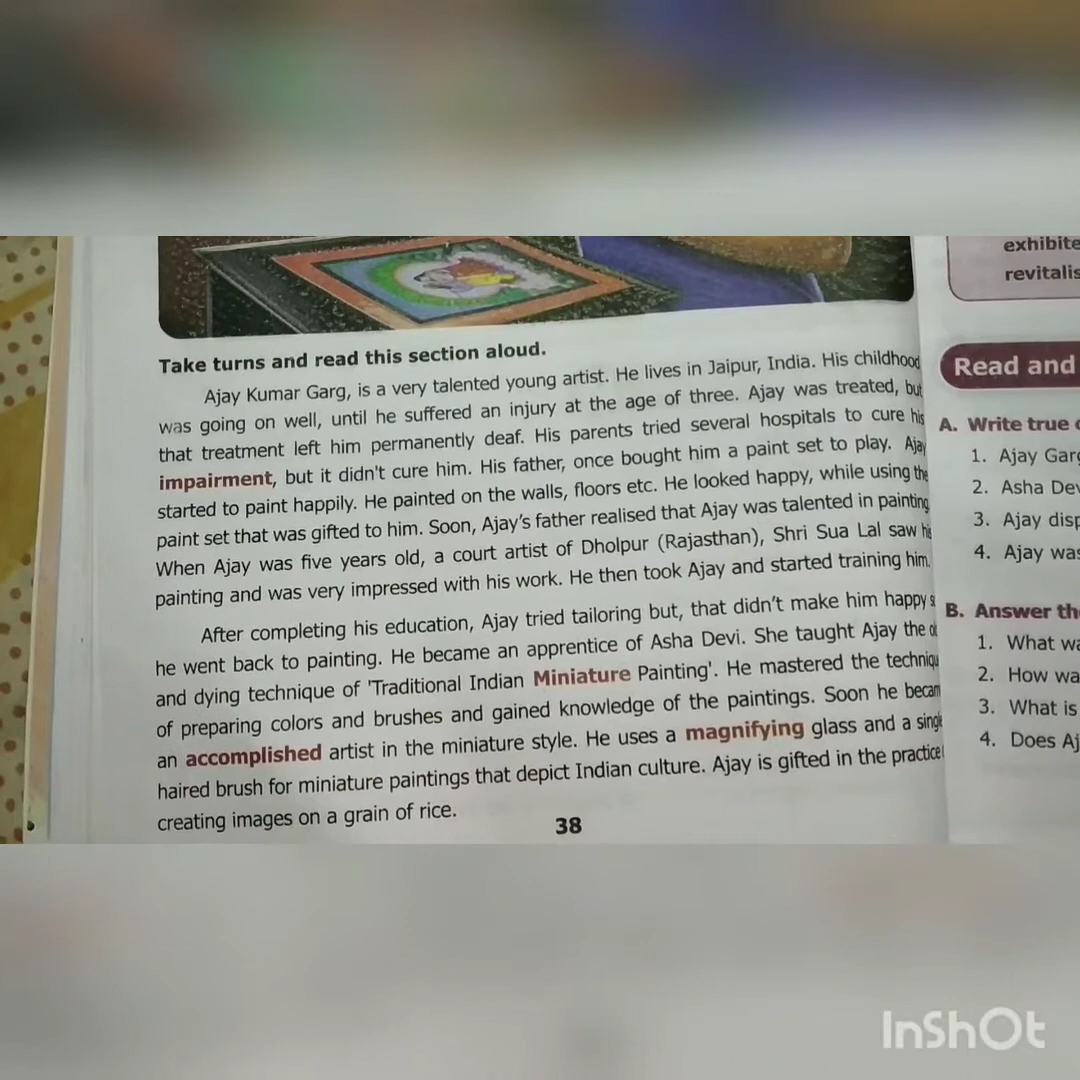 Take turns and read this section aloud.
Ajay Kumar Garg, is a very talented young artist. He lives in Jaipur, India. His childhood
was going on well, until he suffered an injury at the age of three. Ajay was treated, but
that treatment left him permanently deaf. His parents tried several hospitals to cure his
impairment, but it didn't cure him. His father, once bought him a paint set to play. Ajay
started to paint happily. He painted on the walls, floors etc. He looked happy, while using the
paint set that was gifted to him. Soon, Ajay's father realised that Ajay was talented in painting
When Ajay was five years old, a court artist of Dholpur (Rajasthan), Shri Sua Lal saw
painting and was very impressed with his work. He then took Ajay and started training him.
After completing his education, Ajay tried tailoring but, that didn't make him happy
he went back to painting. He became an apprentice of Asha Devi. She taught Ajay the
and dying technique of 'Traditional Indian Miniature Painting'. He mastered the
of preparing colors and brushes and gained knowledge of the paintings. Soon he
an accomplished artist in the miniature style. He uses a magnifying glass and a
haired brush for miniature paintings that depict Indian culture. Ajay is gifted in the practice
creating images on a grain of rice.
38
exhibite
revitalis
Read and
A. Write true
1. Ajay Garg
2. Asha Dev
3. Ajay disp
4. Ajay was
B. Answer the
1. What wa
2. How wa
3. What is
4. Does Aj
InShOt